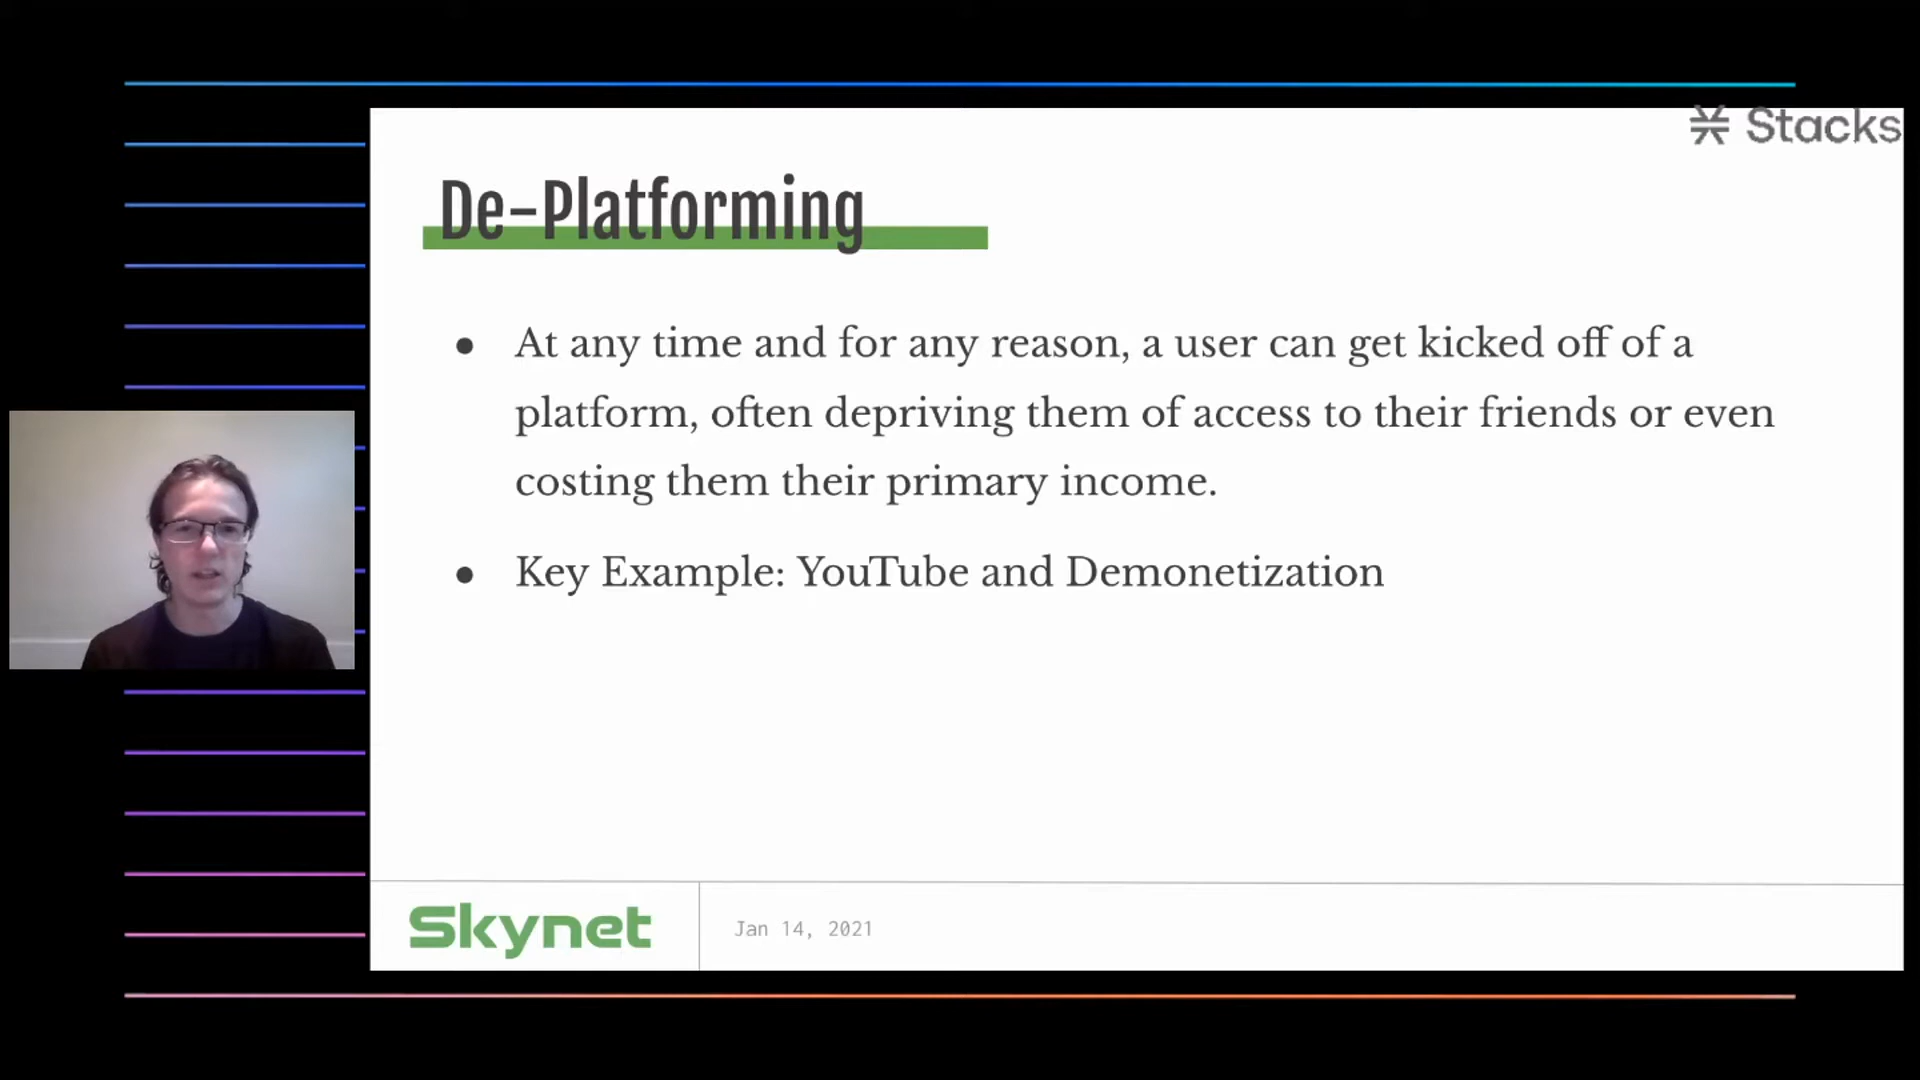 Stacks
De-Platforming
● At any time and for any reason, a user can get kicked off of a
platform, often depriving them of access to their friends or even
costing them their primary income.
● Key Example: YouTube and Demonetization
Skynet
Jan 14, 2021